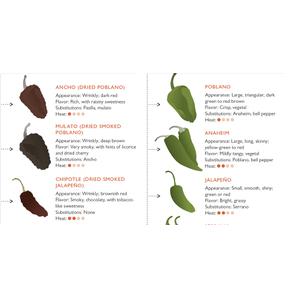 ANCHO (DRIED POBLANO)
Appearance: Wrinkly; dark red
Flavor: Rich, with raisiny sweetness
Substitutions: Pasilla, mulato
Heat:
MULATO (DRIED SMOKED
POBLANO)
Appearance: Wrinkly, deep brown
Flavor: Very smoky, with hints of licorice
and dried cherry
Substitutions: Ancho
Heat:
CHIPOTLE (DRIED SMOKED
JALAPEÑO)
Appearance: Wrinkly; brownish red
Flavor: Smoky, chocolaty, with tobacco-
like sweetness
Substitutions: None
Heat:
POBLANO
Appearance: Large, triangular; dark
green to red brown
Flavor: Crisp, vegetal
Substitutions: Anaheim, bell pepper
Heat:
ANAHEIM
Appearance: Large, long, skinny;
yellow-green to red
Flavor: Mildly tangy, vegetal
Substitutions: Poblano, bell pepper
Heat:
JALAPEÑO
Appearance: Small, smooth, shiny;
green or red
Flavor: Bright, grassy
Substitutions: Serrano
Heat: